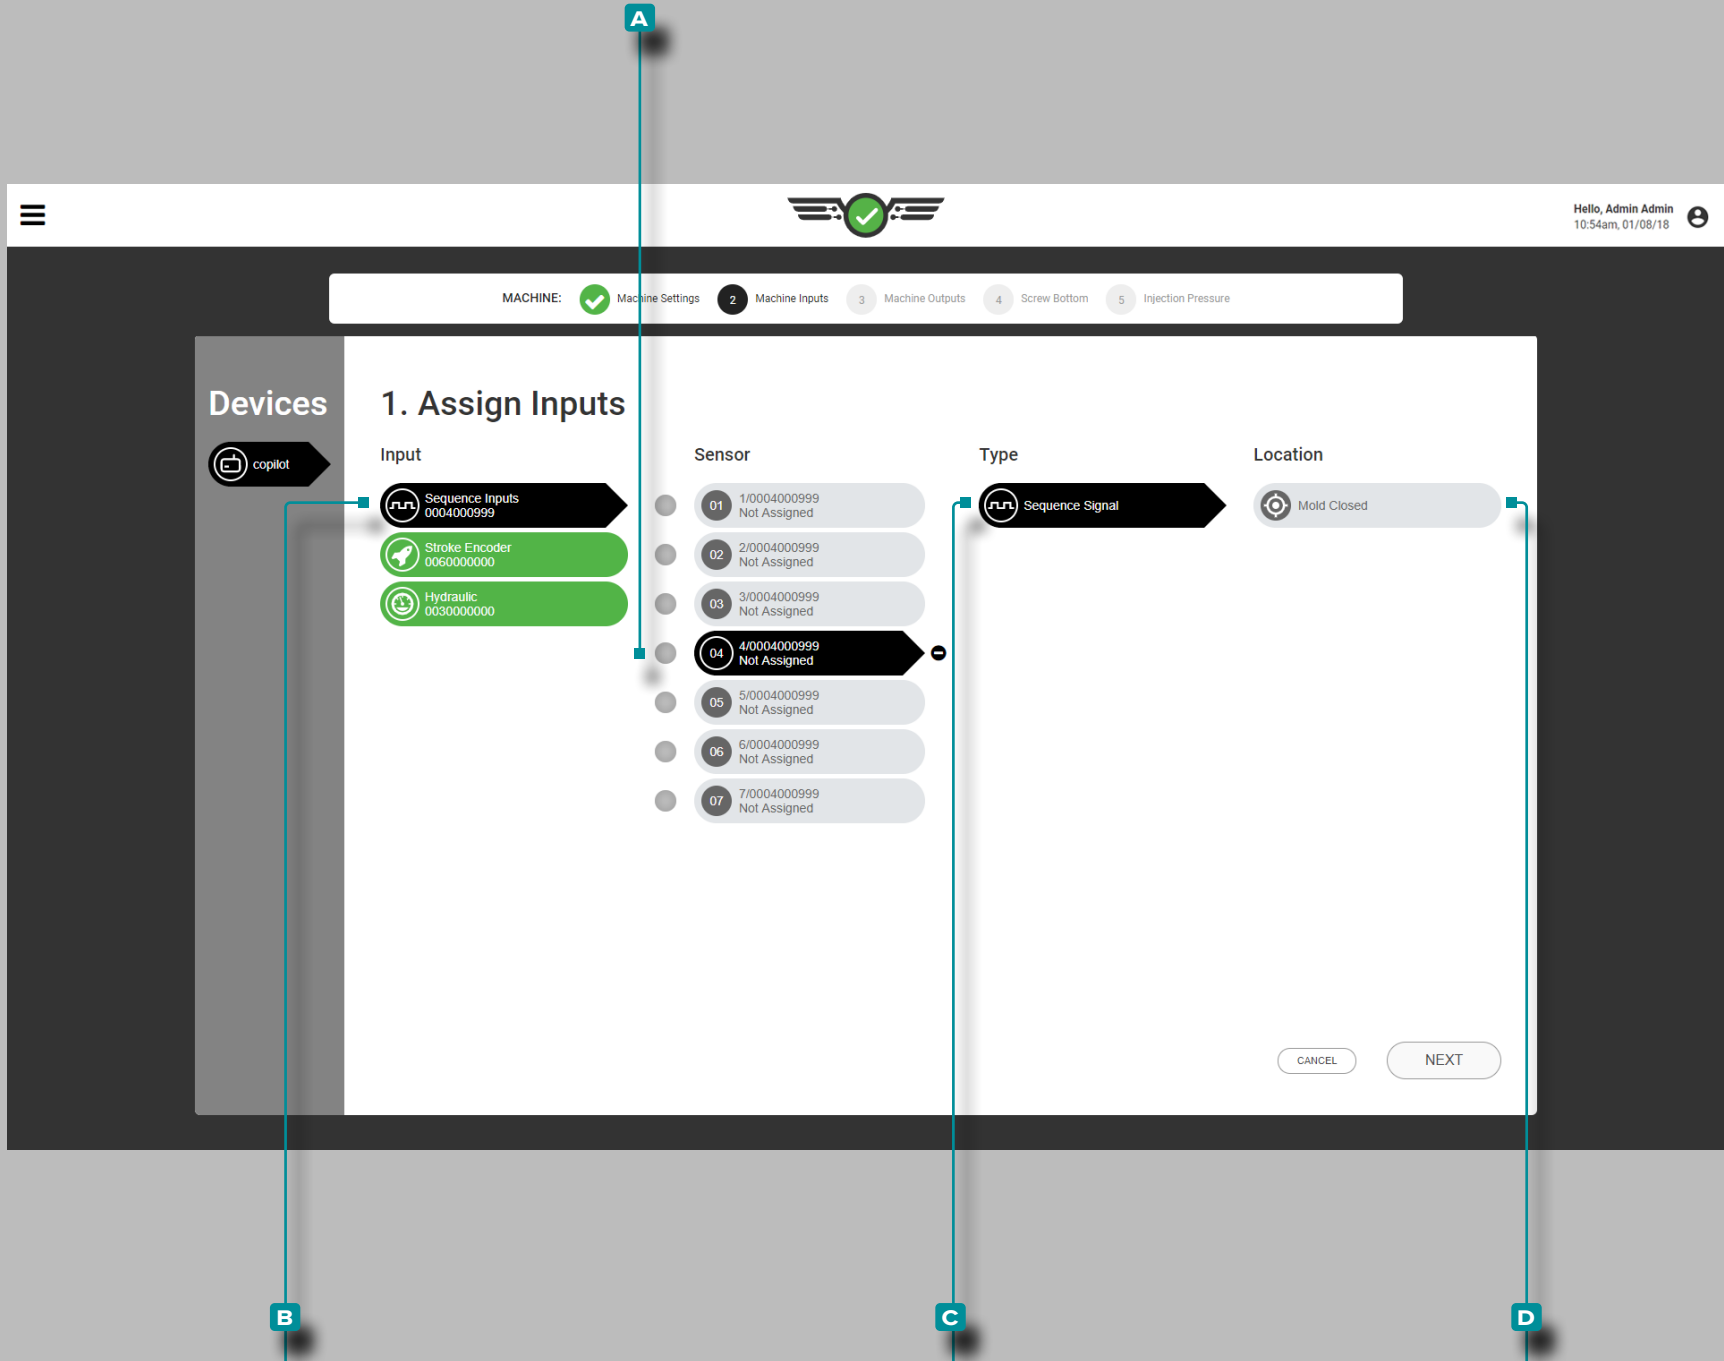 A
Hello, Admin Admin
10:54am, 01/08/18
MACHINE: Machine Settings 2 Machine Inputs 3 Machine Outputs 4 Screw Bottom 5 Injection Pressure
Devices
copilot
1. Assign Inputs
Input
Sequence Inputs
0004000999
Stroke Encoder
0060000000
Hydraulic
0030000000
Sensor
01 1/0004000999
Not Assigned
02 2/0004000999
Not Assigned
03 3/0004000999
Not Assigned
04 4/0004000999
Not Assigned
05 5/0004000999
Not Assigned
06 6/0004000999
Not Assigned
07 7/0004000999
Not Assigned
Type
Sequence Signal
Location
Mold Closed
CANCEL
NEXT
B
C
D